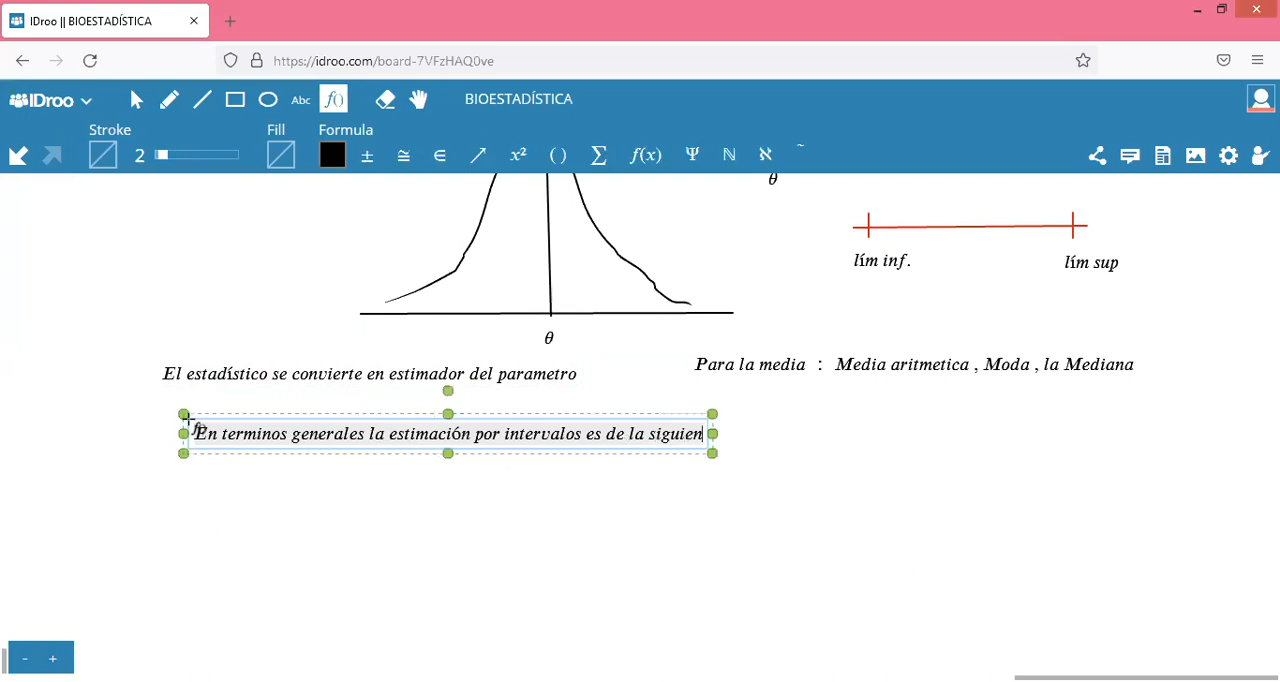 IDroo || BIOESTADÍSTICA
https://idroo.com/board-7VFzHAQ0ve
IDroo
Abc
f()
BIOESTADÍSTICA
Stroke
Fill
Formula
2
± ≅ ∈ x² ( ) ∑ f(x) Ψ ℕ ℵ ~
θ
lím inf.
lím sup
θ
El estadístico se convierte en estimador del parametro
Para la media : Media aritmetica , Moda , la Mediana
En terminos generales la estimación por intervalos es de la siguien
- +